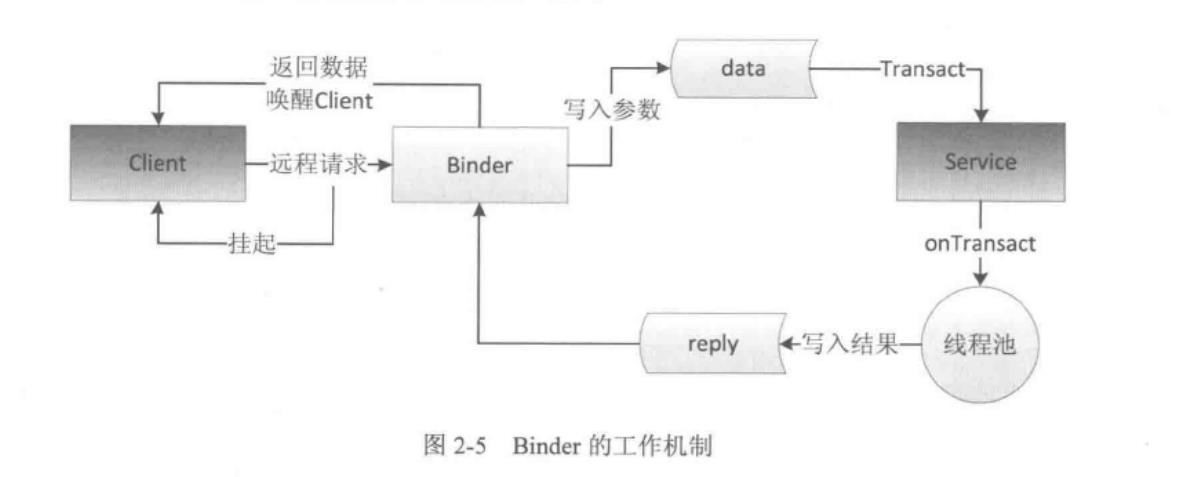 返回数据
唤醒Client
data
Transact
写入参数
Client
远程请求
Binder
Service
挂起
onTransact
reply
写入结果
线程池
图 2-5 Binder 的工作机制